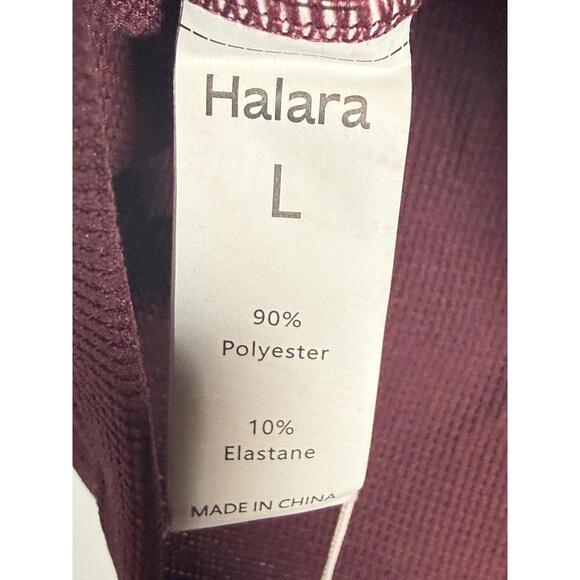 Halara
L
90%
Polyester
10%
Elastane
MADE IN CHINA